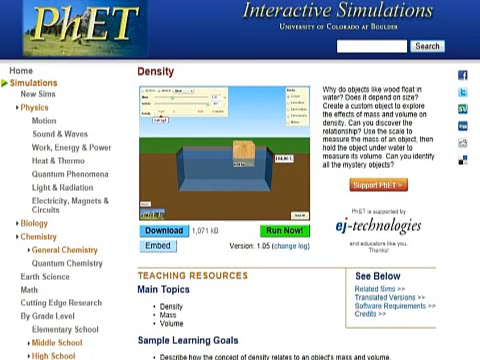 PhET
Interactive Simulations
UNIVERSITY OF COLORADO AT BOULDER
Search
Home
Simulations
New Sims
Physics
Motion
Sound & Waves
Work, Energy & Power
Heat & Thermo
Quantum Phenomena
Light & Radiation
Electricity, Magnets &
Circuits
Biology
Chemistry
General Chemistry
Quantum Chemistry
Earth Science
Math
Cutting Edge Research
By Grade Level
Elementary School
Middle School
High School
Density
Download
1,071 kB
Run Now!
Embed
Version: 1.05 (change log)
Why do objects like wood float in
water? Does it depend on size?
Create a custom object to explore
the effects of mass and volume on
density. Can you discover the
relationship? Use the scale to
measure the mass of an object, then
hold the object under water to
measure its volume. Can you identify
all the mystery objects?
Support PhET >
PhET is supported by
ej-technologies
and educators like you.
Thanks!
TEACHING RESOURCES
Main Topics
• Density
• Mass
• Volume
Sample Learning Goals
• Describe how the concept of density relates to an object's mass and volume.
See Below
Related Sims >>
Translated Versions >>
Software Requirements >>
Credits >>